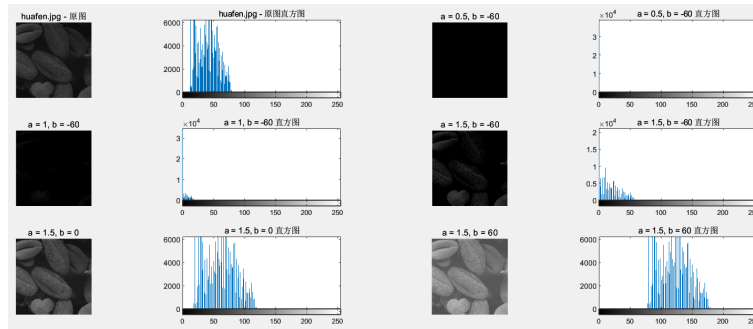 huafen.jpg - 原图
huafen.jpg - 原图直方图
6000
4000
2000
0
0 50 100 150 200 250
a = 0.5, b = -60
a = 0.5, b = -60 直方图
×10⁴
3
2
1
0
0 50 100 150 200 250
a = 1, b = -60
a = 1, b = -60 直方图
×10⁴
3
2
1
0
0 50 100 150 200 250
a = 1.5, b = -60
a = 1.5, b = -60 直方图
×10⁴
2
1.5
1
0.5
0
0 50 100 150 200 250
a = 1.5, b = 0
a = 1.5, b = 0 直方图
6000
4000
2000
0
0 50 100 150 200 250
a = 1.5, b = 60
a = 1.5, b = 60 直方图
6000
4000
2000
0
0 50 100 150 200 250